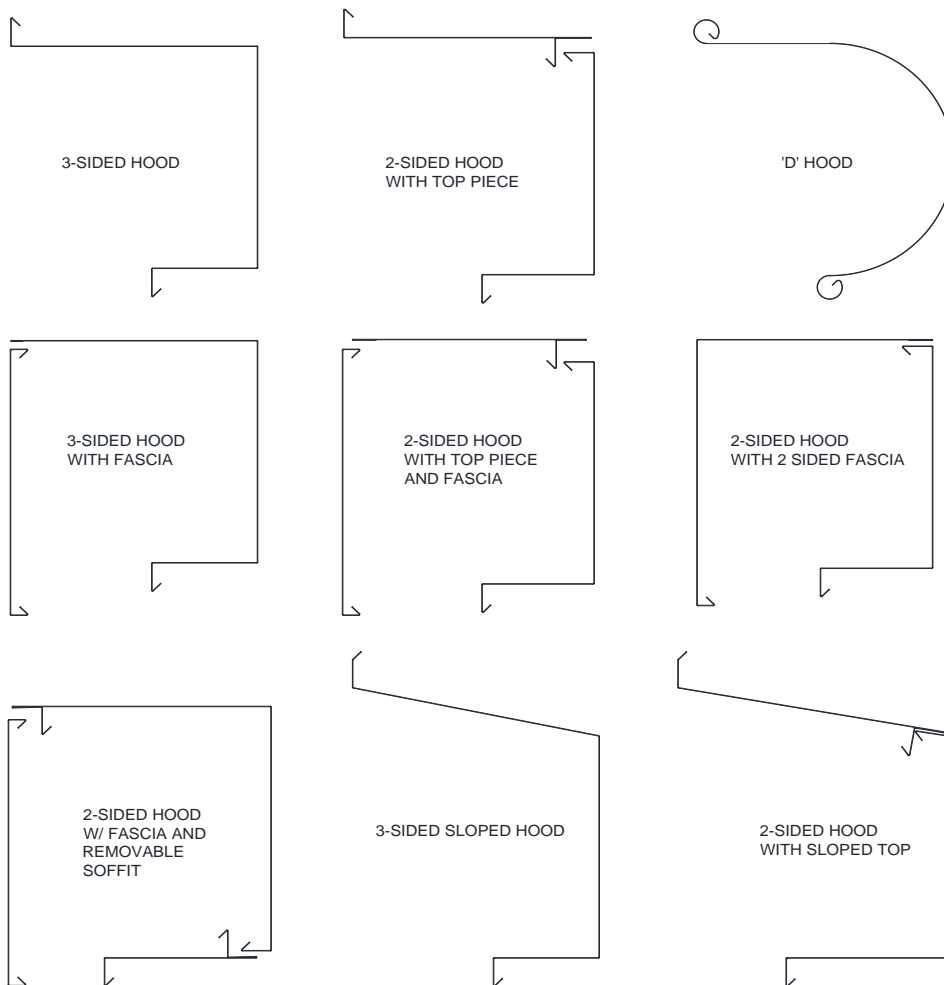 3-SIDED HOOD
2-SIDED HOOD
WITH TOP PIECE
'D' HOOD
3-SIDED HOOD
WITH FASCIA
2-SIDED HOOD
WITH TOP PIECE
AND FASCIA
2-SIDED HOOD
WITH 2 SIDED FASCIA
2-SIDED HOOD
W/ FASCIA AND
REMOVABLE
SOFFIT
3-SIDED SLOPED HOOD
2-SIDED HOOD
WITH SLOPED TOP